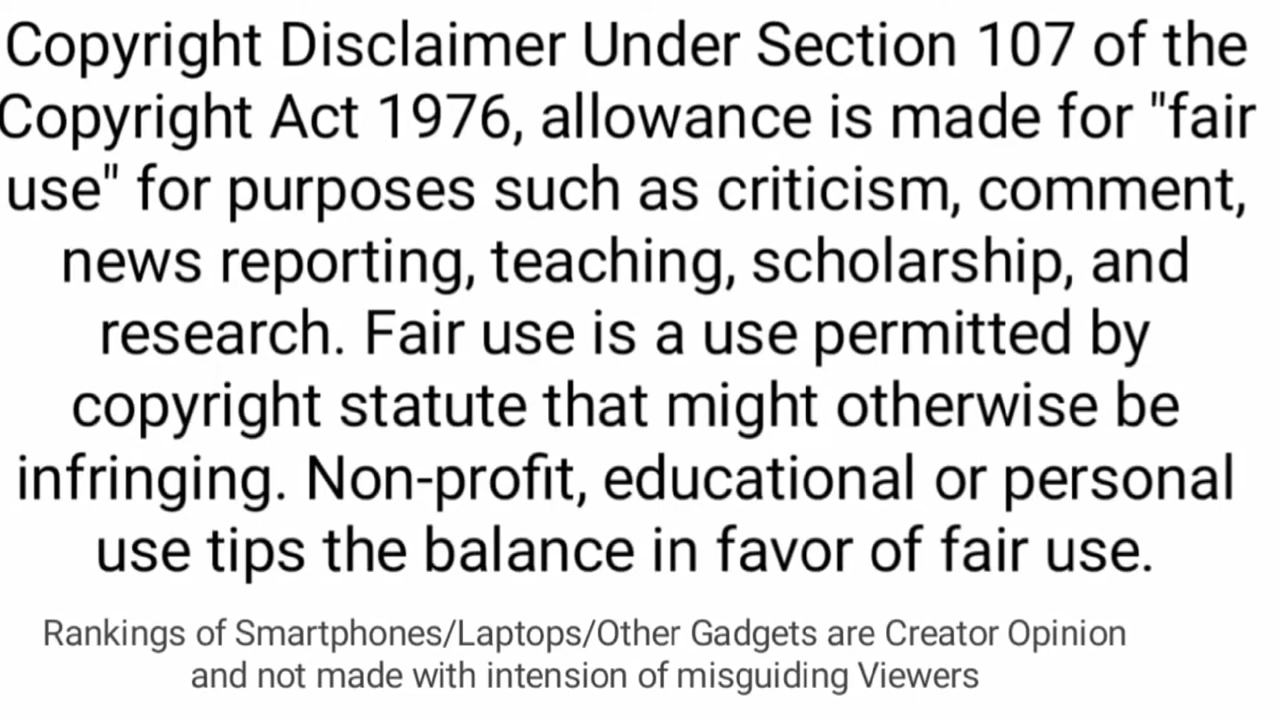 Copyright Disclaimer Under Section 107 of the
Copyright Act 1976, allowance is made for "fair
use" for purposes such as criticism, comment,
news reporting, teaching, scholarship, and
research. Fair use is a use permitted by
copyright statute that might otherwise be
infringing. Non-profit, educational or personal
use tips the balance in favor of fair use.
Rankings of Smartphones/Laptops/Other Gadgets are Creator Opinion
and not made with intension of misguiding Viewers